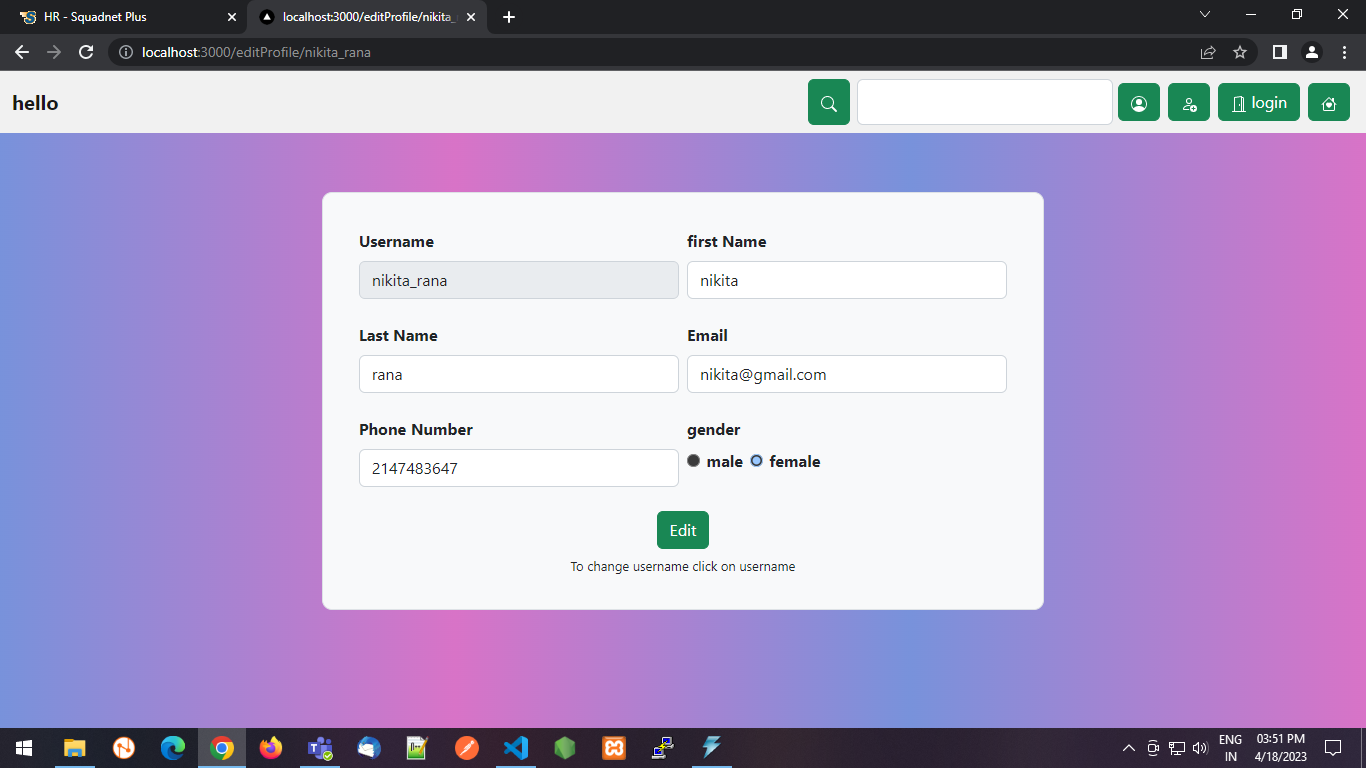 HR - Squadnet Plus
localhost:3000/editProfile/nikita_
localhost:3000/editProfile/nikita_rana
hello
login
Username
first Name
nikita_rana
nikita
Last Name
Email
rana
nikita@gmail.com
Phone Number
gender
2147483647
male
female
Edit
To change username click on username
ENG
IN
03:51 PM
4/18/2023